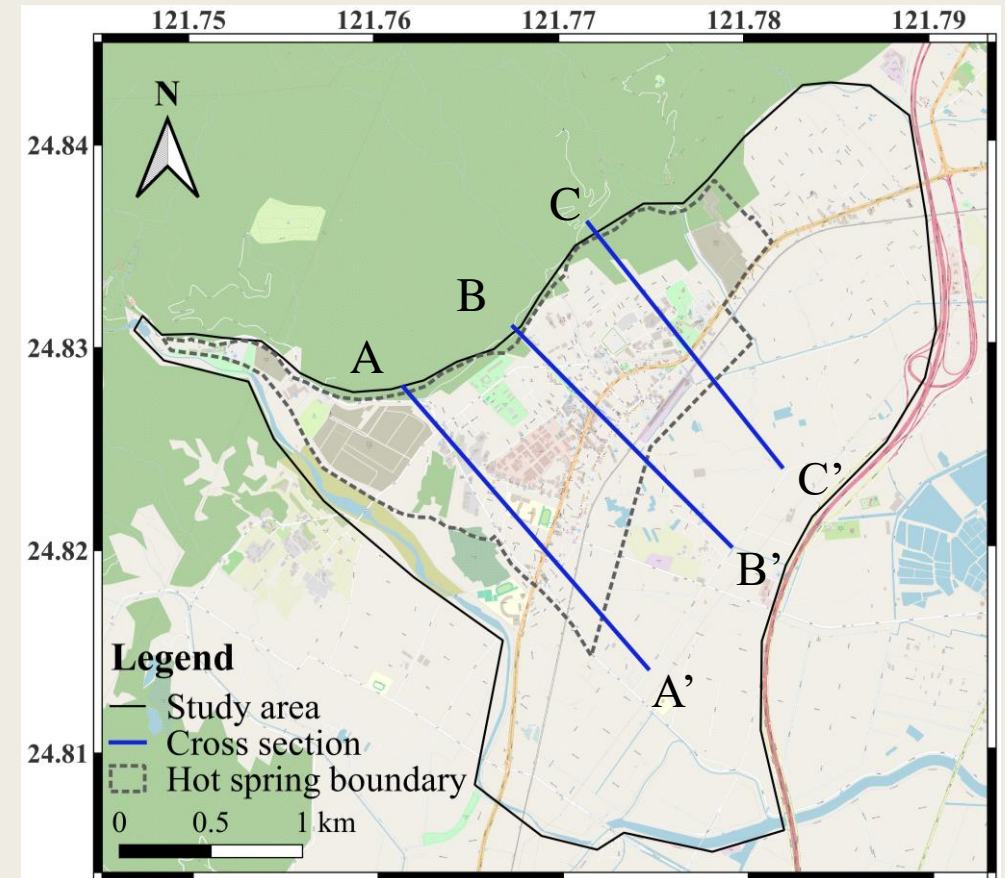 121.75 121.76 121.77 121.78 121.79
N
24.84
C
B
24.83
A
C’
24.82
B’
A’
Legend
Study area
24.81
Cross section
Hot spring boundary
0 0.5 1 km